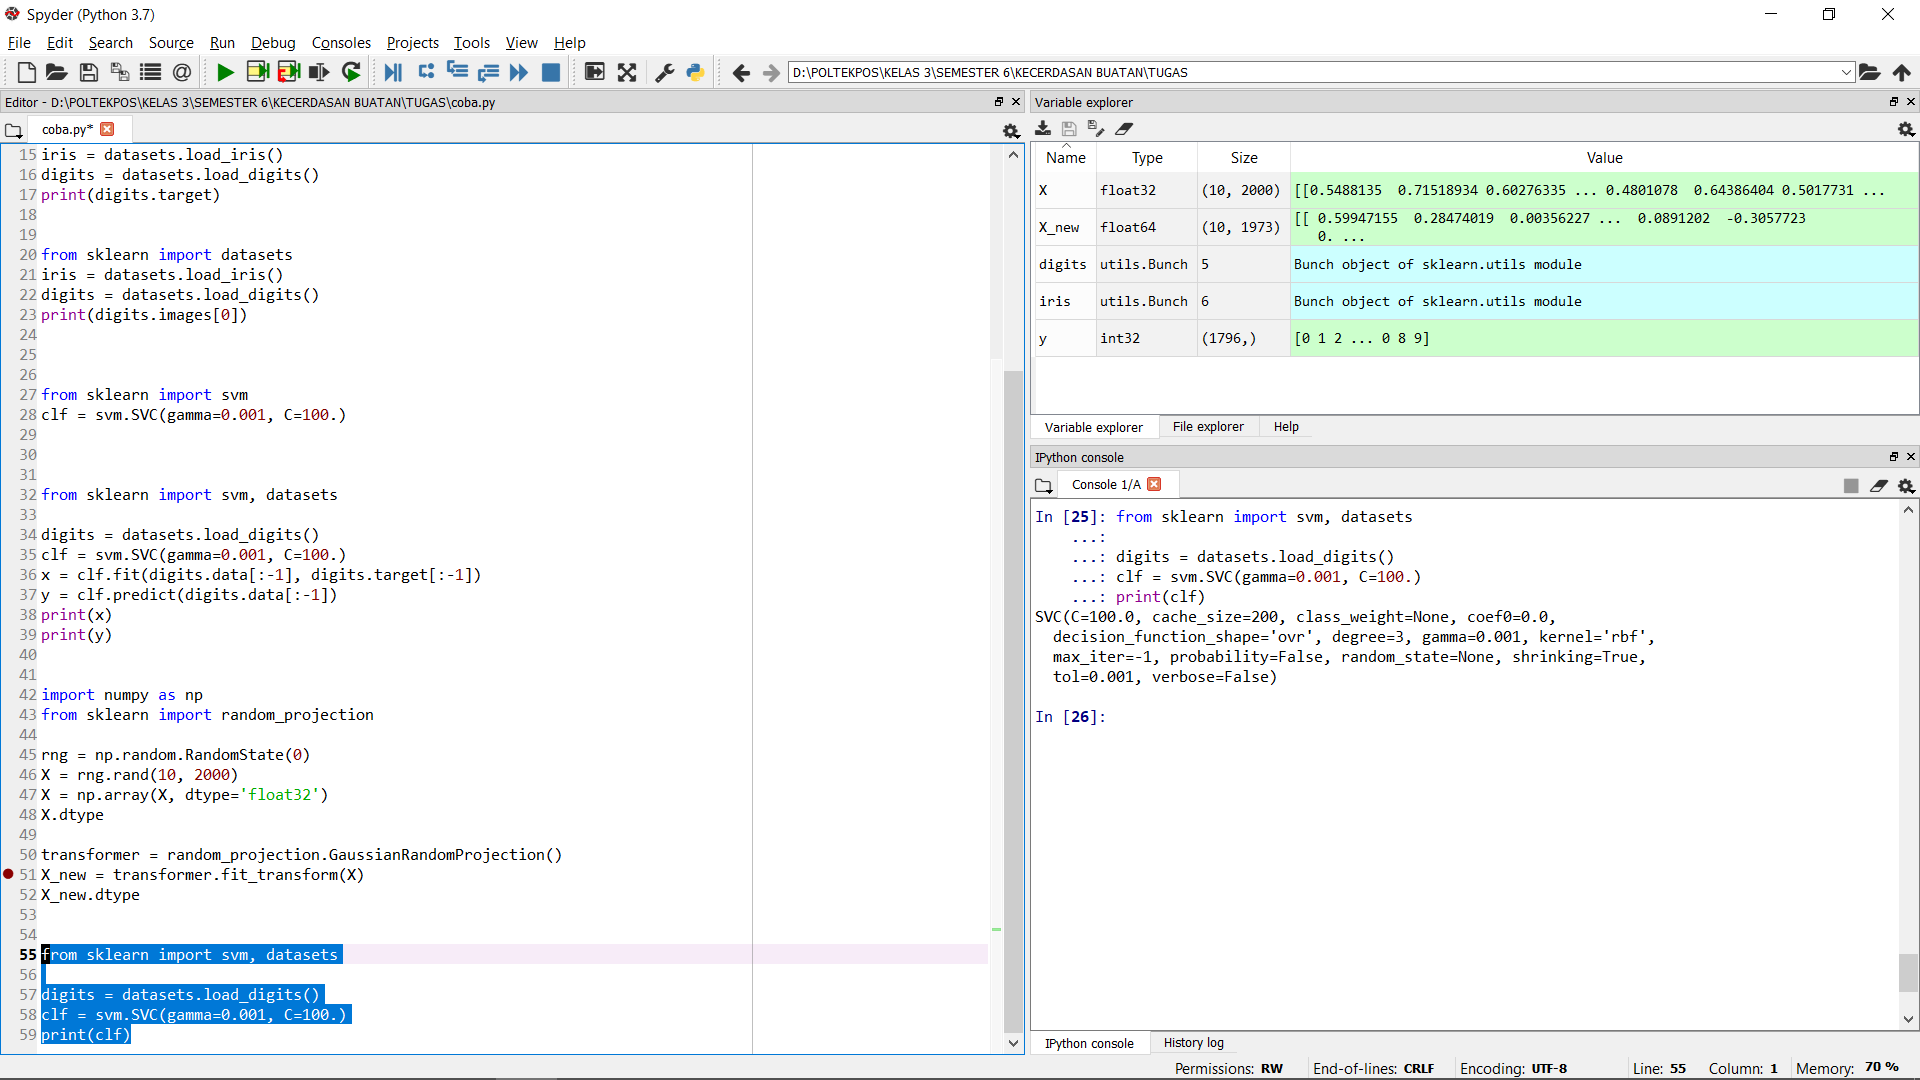 Spyder (Python 3.7)
File Edit Search Source Run Debug Consoles Projects Tools View Help
D:\POLTEKPOS\KELAS 3\SEMESTER 6\KECERDASAN BUATAN\TUGAS
Editor - D:\POLTEKPOS\KELAS 3\SEMESTER 6\KECERDASAN BUATAN\TUGAS\coba.py
coba.py*
15 iris = datasets.load_iris()
16 digits = datasets.load_digits()
17 print(digits.target)
18
19
20 from sklearn import datasets
21 iris = datasets.load_iris()
22 digits = datasets.load_digits()
23 print(digits.images[0])
24
25
26
27 from sklearn import svm
28 clf = svm.SVC(gamma=0.001, C=100.)
29
30
31
32 from sklearn import svm, datasets
33
34 digits = datasets.load_digits()
35 clf = svm.SVC(gamma=0.001, C=100.)
36 x = clf.fit(digits.data[:-1], digits.target[:-1])
37 y = clf.predict(digits.data[:-1])
38 print(x)
39 print(y)
40
41
42 import numpy as np
43 from sklearn import random_projection
44
45 rng = np.random.RandomState(0)
46 X = rng.rand(10, 2000)
47 X = np.array(X, dtype='float32')
48 X.dtype
49
50 transformer = random_projection.GaussianRandomProjection()
51 X_new = transformer.fit_transform(X)
52 X_new.dtype
53
54
55 from sklearn import svm, datasets
56
57 digits = datasets.load_digits()
58 clf = svm.SVC(gamma=0.001, C=100.)
59 print(clf)
Variable explorer
Name Type Size Value
X float32 (10, 2000) [[0.5488135 0.71518934 0.60276335 ... 0.4801078 0.64386404 0.5017731 ...
X_new float64 (10, 1973) [[ 0.59947155 0.28474019 0.00356227 ... 0.0891202 -0.3057723
0. ...
digits utils.Bunch 5 Bunch object of sklearn.utils module
iris utils.Bunch 6 Bunch object of sklearn.utils module
y int32 (1796,) [0 1 2 ... 0 8 9]
Variable explorer File explorer Help
IPython console
Console 1/A
In [25]: from sklearn import svm, datasets
...:
...: digits = datasets.load_digits()
...: clf = svm.SVC(gamma=0.001, C=100.)
...: print(clf)
SVC(C=100.0, cache_size=200, class_weight=None, coef0=0.0,
decision_function_shape='ovr', degree=3, gamma=0.001, kernel='rbf',
max_iter=-1, probability=False, random_state=None, shrinking=True,
tol=0.001, verbose=False)
In [26]:
IPython console History log
Permissions: RW End-of-lines: CRLF Encoding: UTF-8 Line: 55 Column: 1 Memory: 70 %